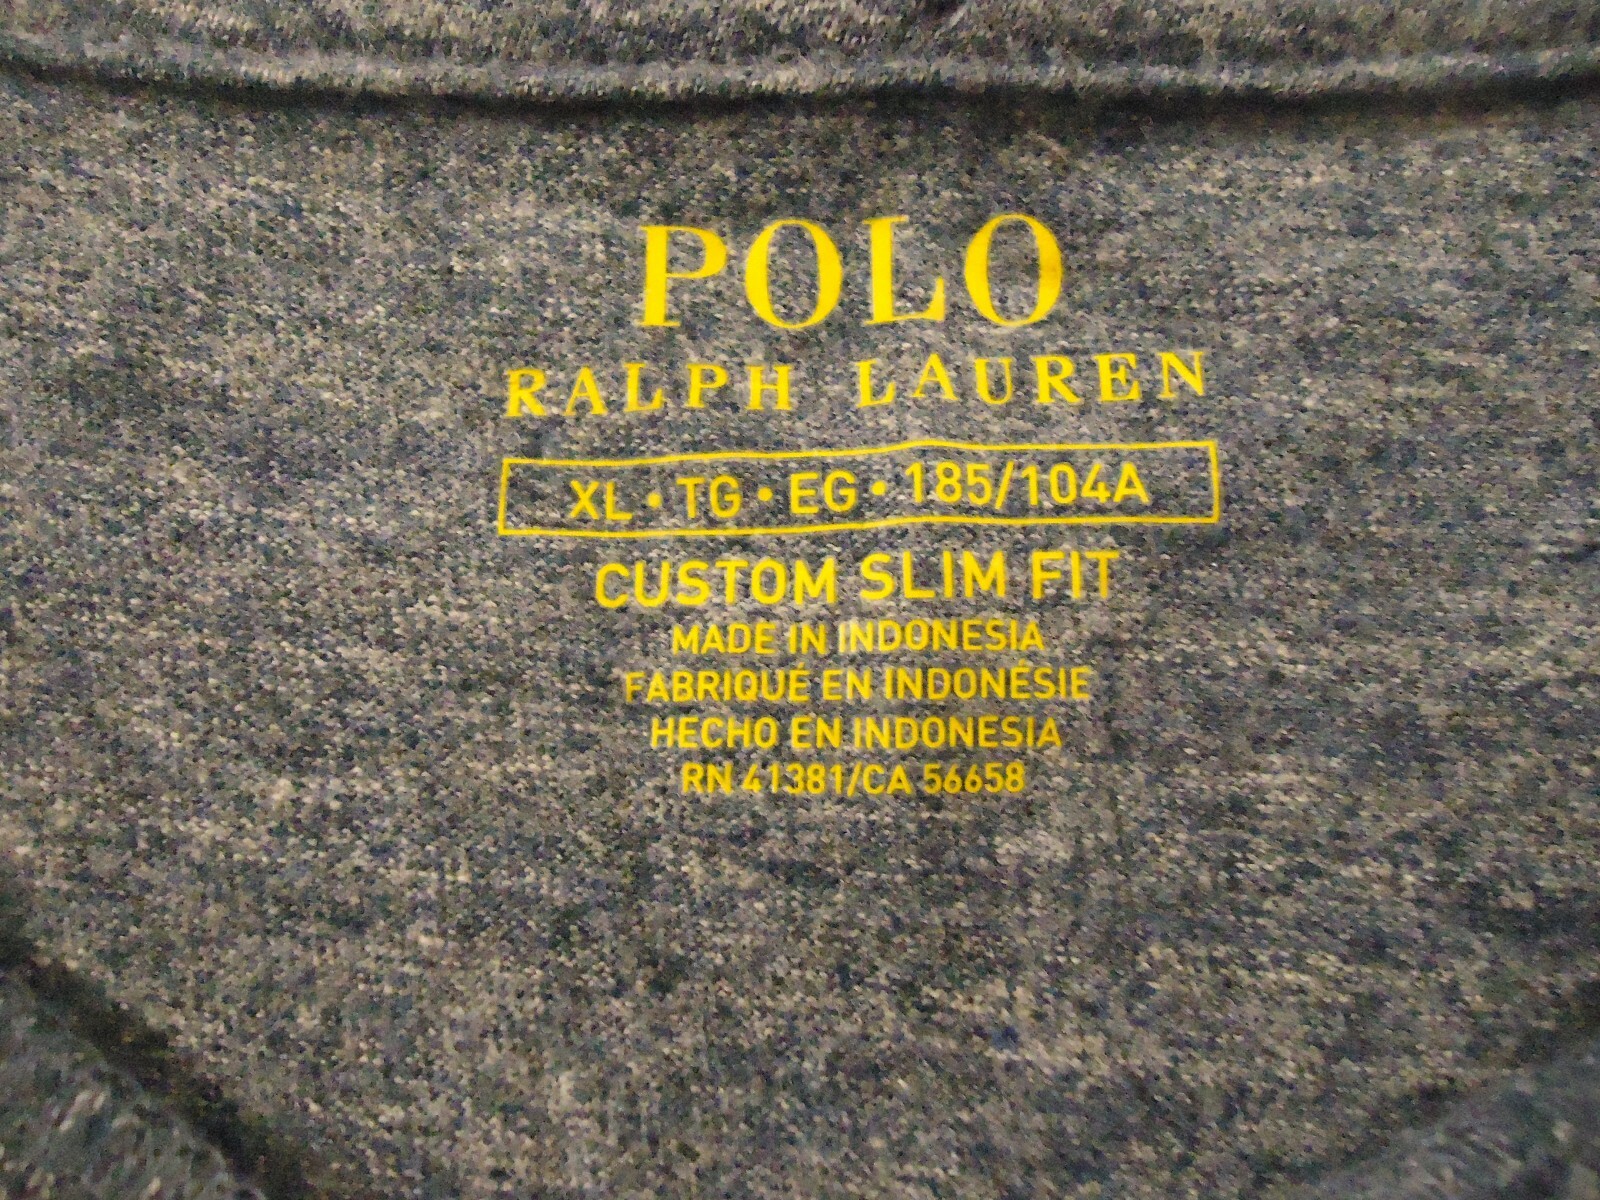 POLO
RALPH LAUREN
XL • TG • EG • 185/104A
CUSTOM SLIM FIT
MADE IN INDONESIA
FABRIQUÉ EN INDONÉSIE
HECHO EN INDONESIA
RN 41381/CA 56658